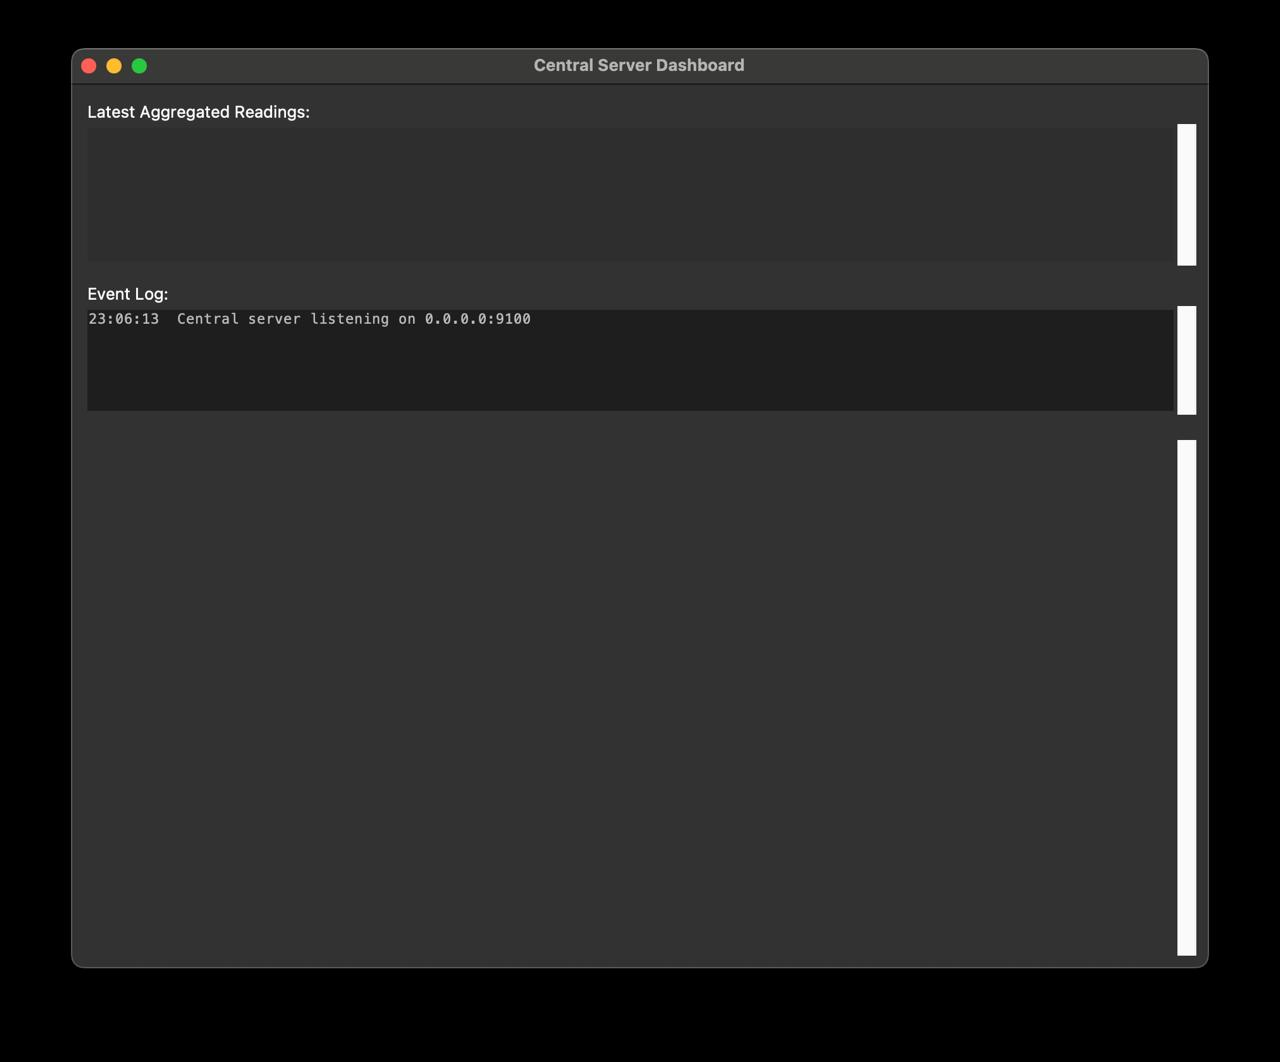 Central Server Dashboard
Latest Aggregated Readings:
Event Log:
23:06:13  Central server listening on 0.0.0.0:9100